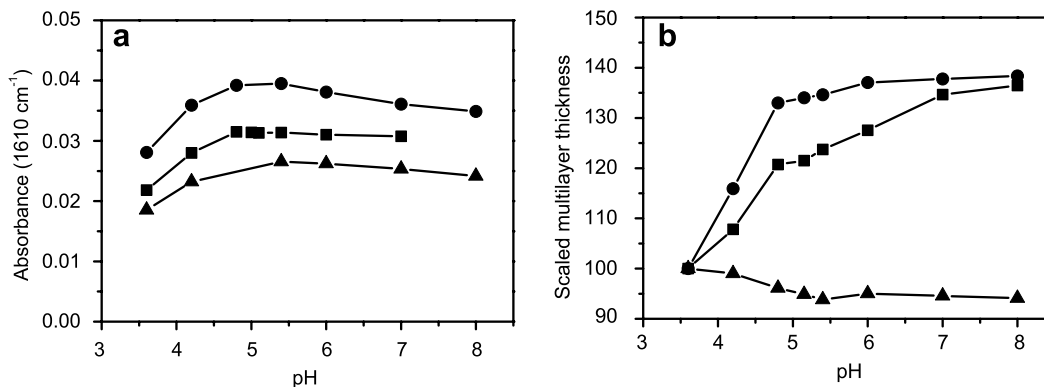 a
0.05
0.04
0.03
0.02
0.01
0.00
Absorbance (1610 cm⁻¹)
3 4 5 6 7 8
pH
b
150
140
130
120
110
100
90
Scaled multilayer thickness
3 4 5 6 7 8
pH